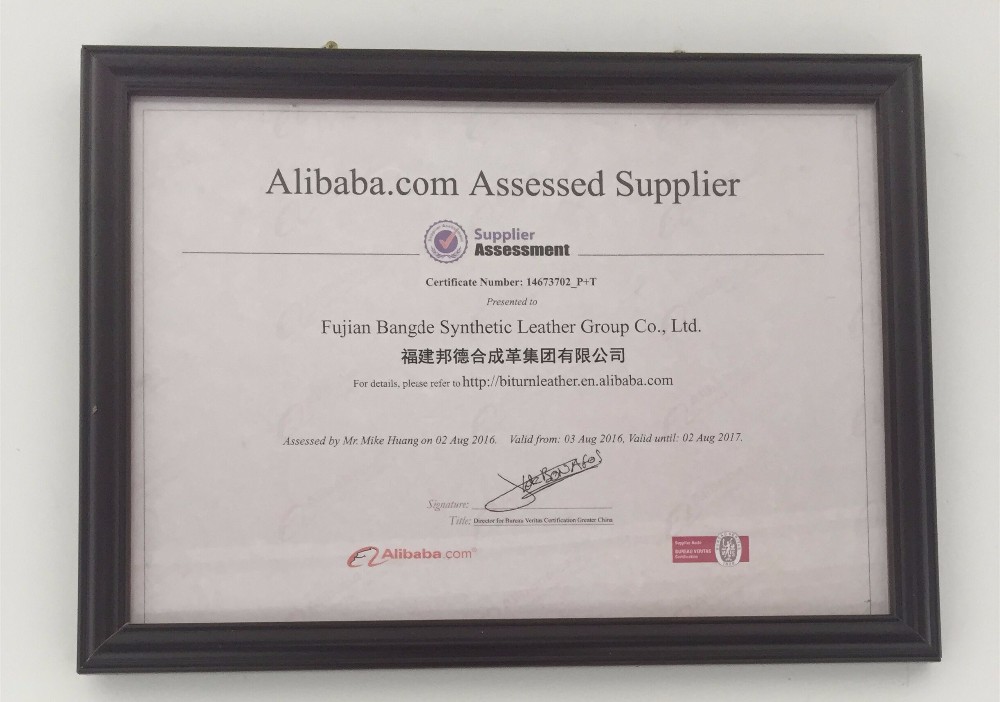 Alibaba.com Assessed Supplier
Supplier
Assessment
Certificate Number: 14673702_P+T
Presented to
Fujian Bangde Synthetic Leather Group Co., Ltd.
福建邦德合成革集团有限公司
For details, please refer to http://biturnleather.en.alibaba.com
Assessed by Mr. Mike Huang on 02 Aug 2016. Valid from: 03 Aug 2016, Valid until: 02 Aug 2017.
Signature:
Title: Director for Bureau Veritas Certification Greater China
Alibaba.com®
BUREAU VERITAS
Certification